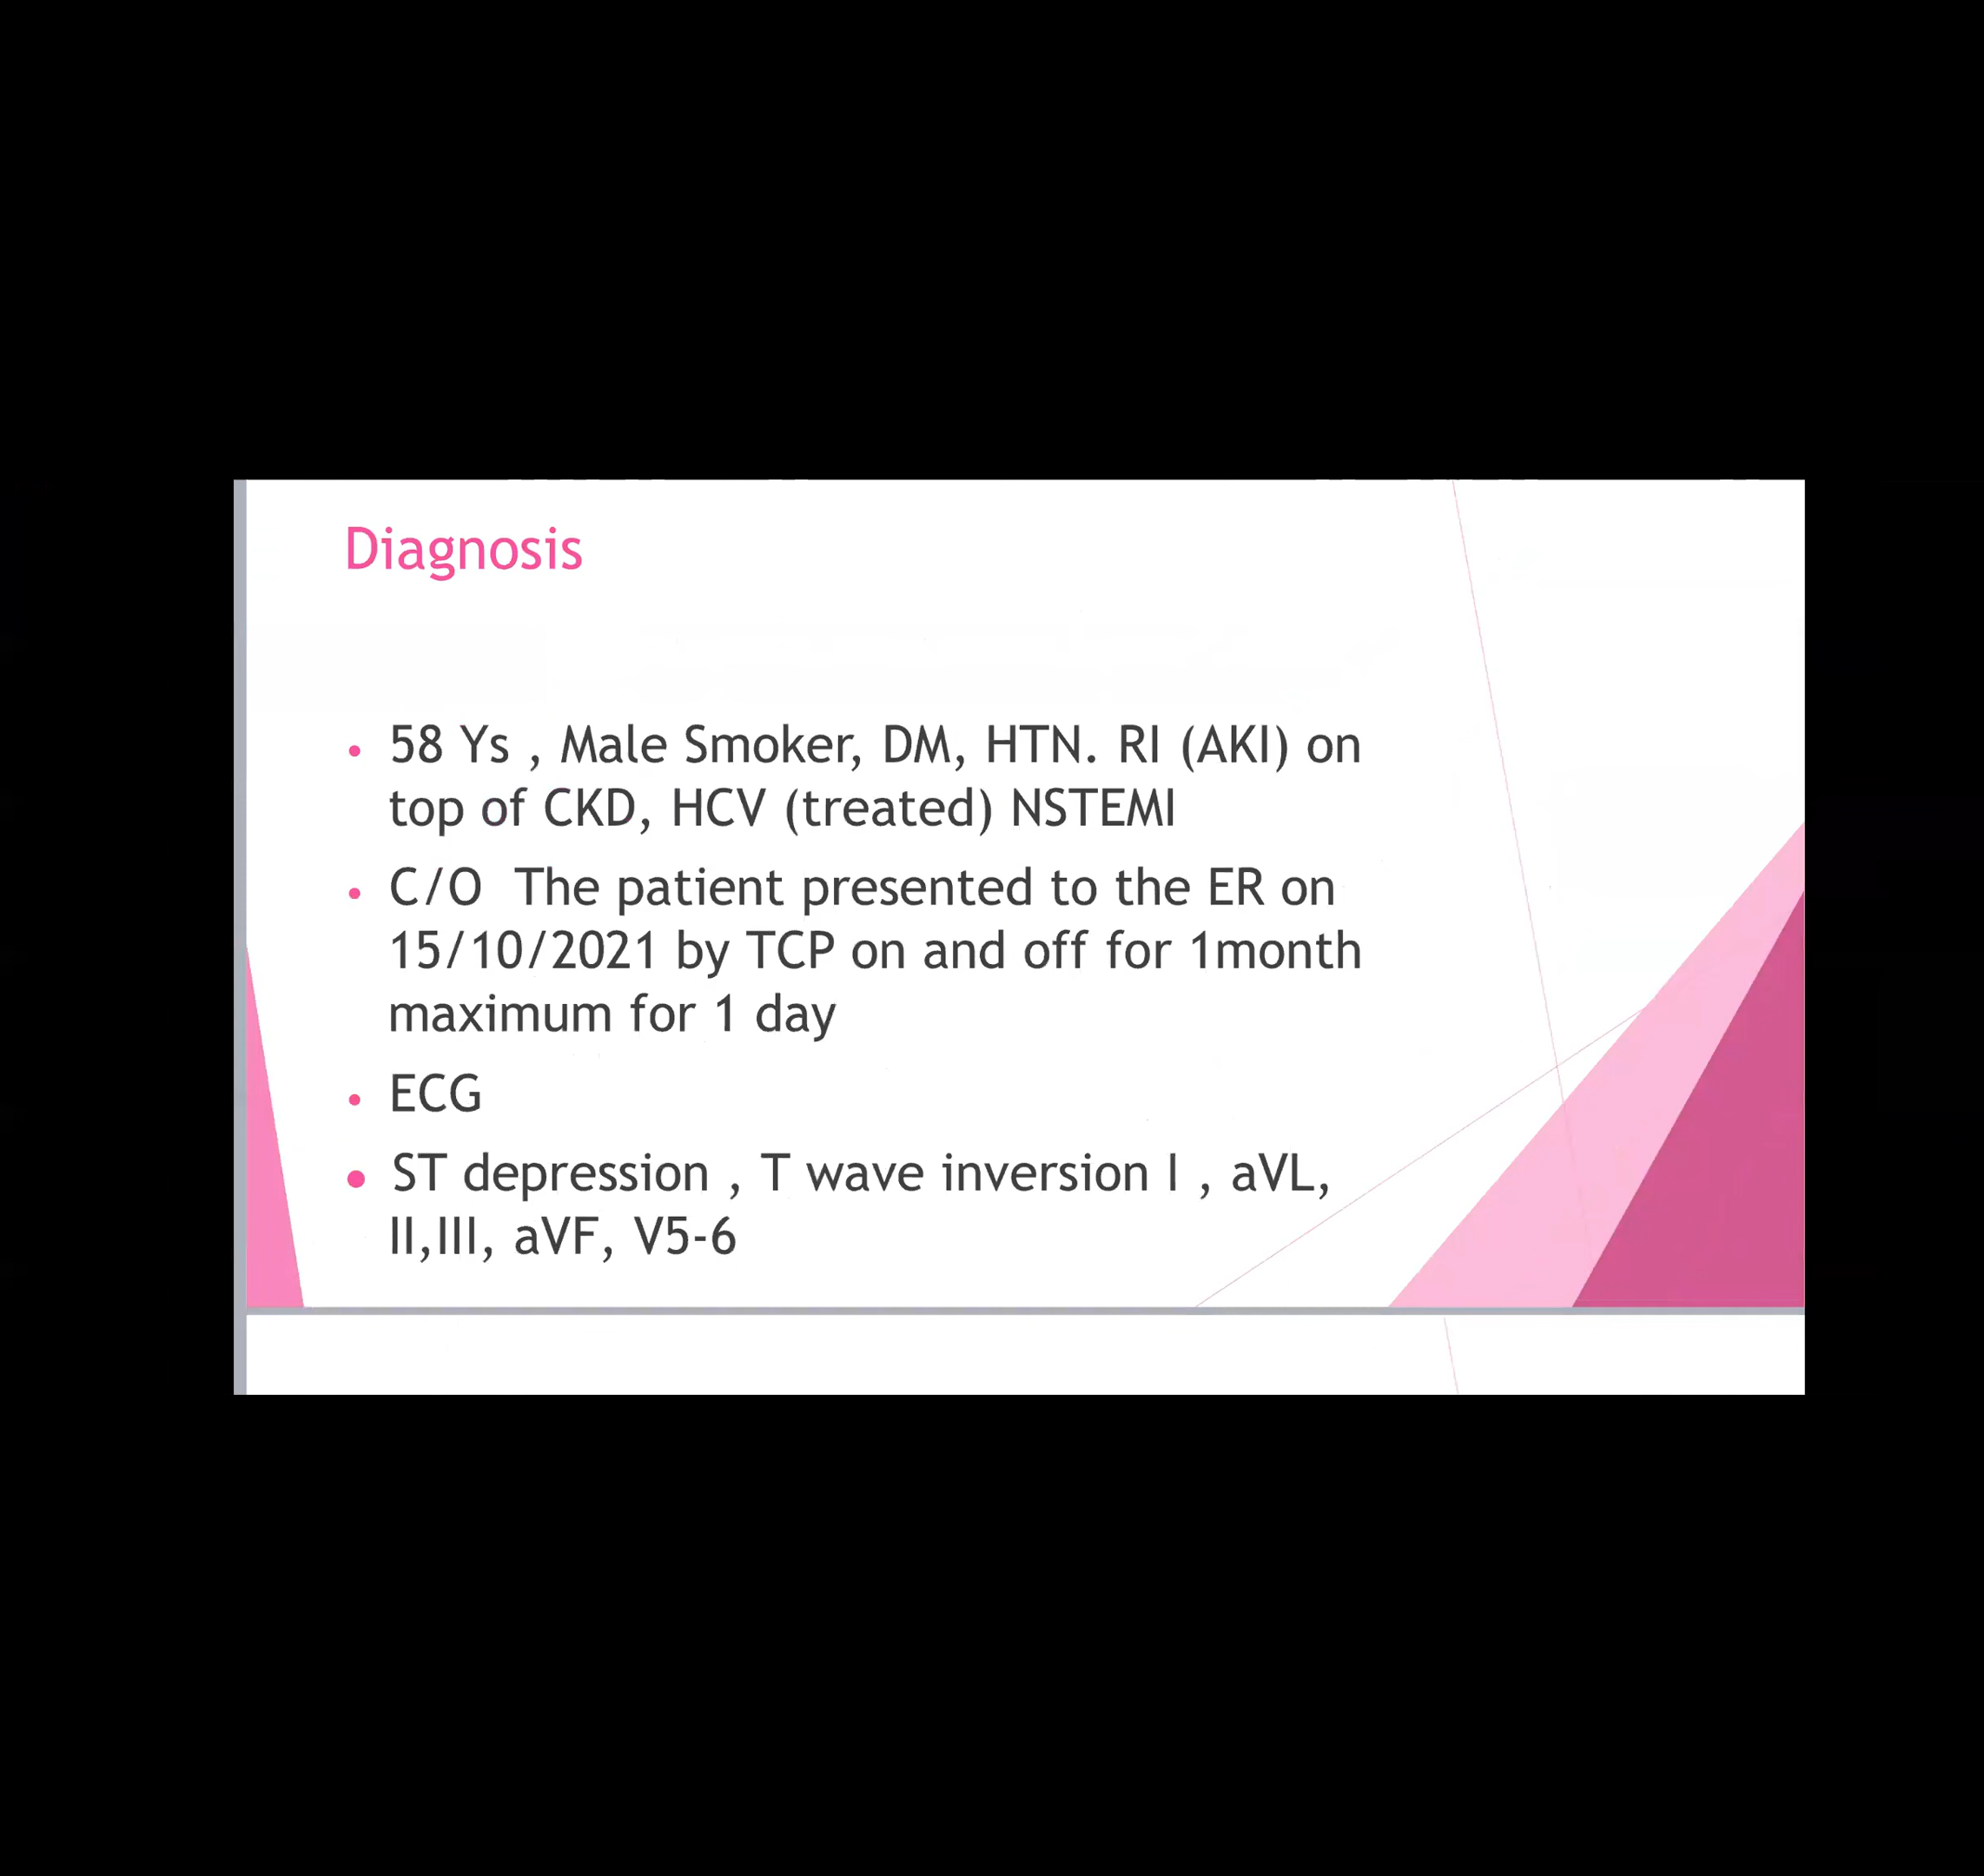 Diagnosis
• 58 Ys , Male Smoker, DM, HTN. RI (AKI) on
top of CKD, HCV (treated) NSTEMI
• C/O The patient presented to the ER on
15/10/2021 by TCP on and off for 1month
maximum for 1 day
• ECG
• ST depression , T wave inversion I , aVL,
II,III, aVF, V5-6